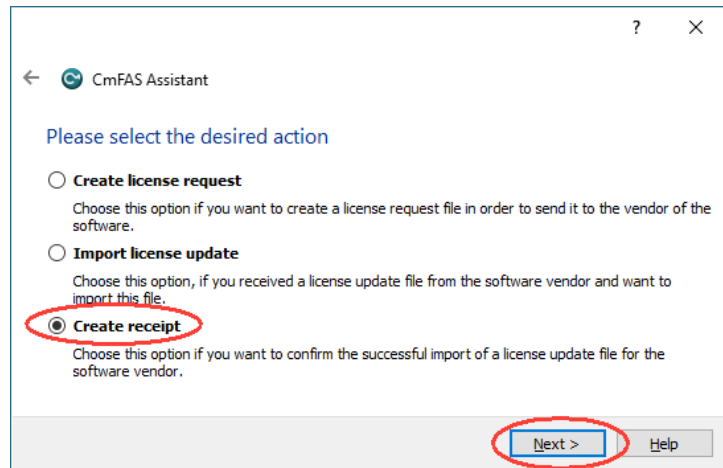 ?
CmFAS Assistant
Please select the desired action
Create license request
Choose this option if you want to create a license request file in order to send it to the vendor of the
software.
Import license update
Choose this option, if you received a license update file from the software vendor and want to
import this file.
Create receipt
Choose this option if you want to confirm the successful import of a license update file for the
software vendor.
Next > Help